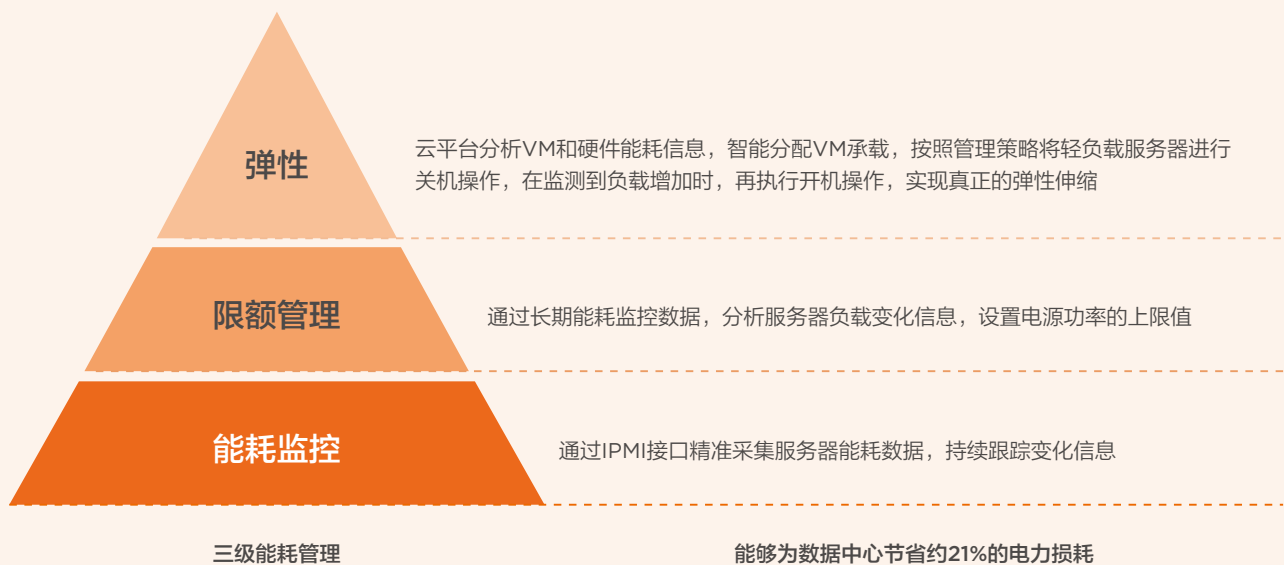 弹性
云平台分析VM和硬件能耗信息，智能分配VM承载，按照管理策略将轻负载服务器进行
关机操作，在监测到负载增加时，再执行开机操作，实现真正的弹性伸缩
限额管理
通过长期能耗监控数据，分析服务器负载变化信息，设置电源功率的上限值
能耗监控
通过IPMI接口精准采集服务器能耗数据，持续跟踪变化信息
三级能耗管理
能够为数据中心节省约21%的电力损耗